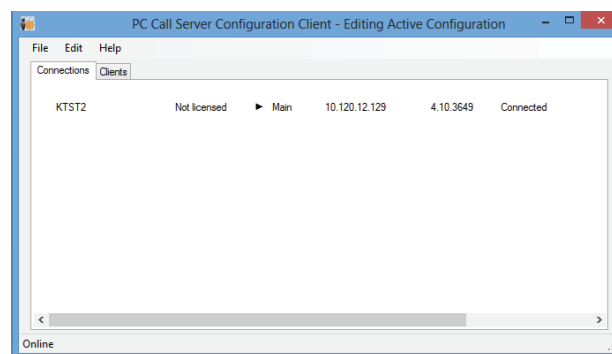 PC Call Server Configuration Client - Editing Active Configuration
File Edit Help
Connections Clients
KTST2 Not licensed Main 10.120.12.129 4.10.3649 Connected
Online